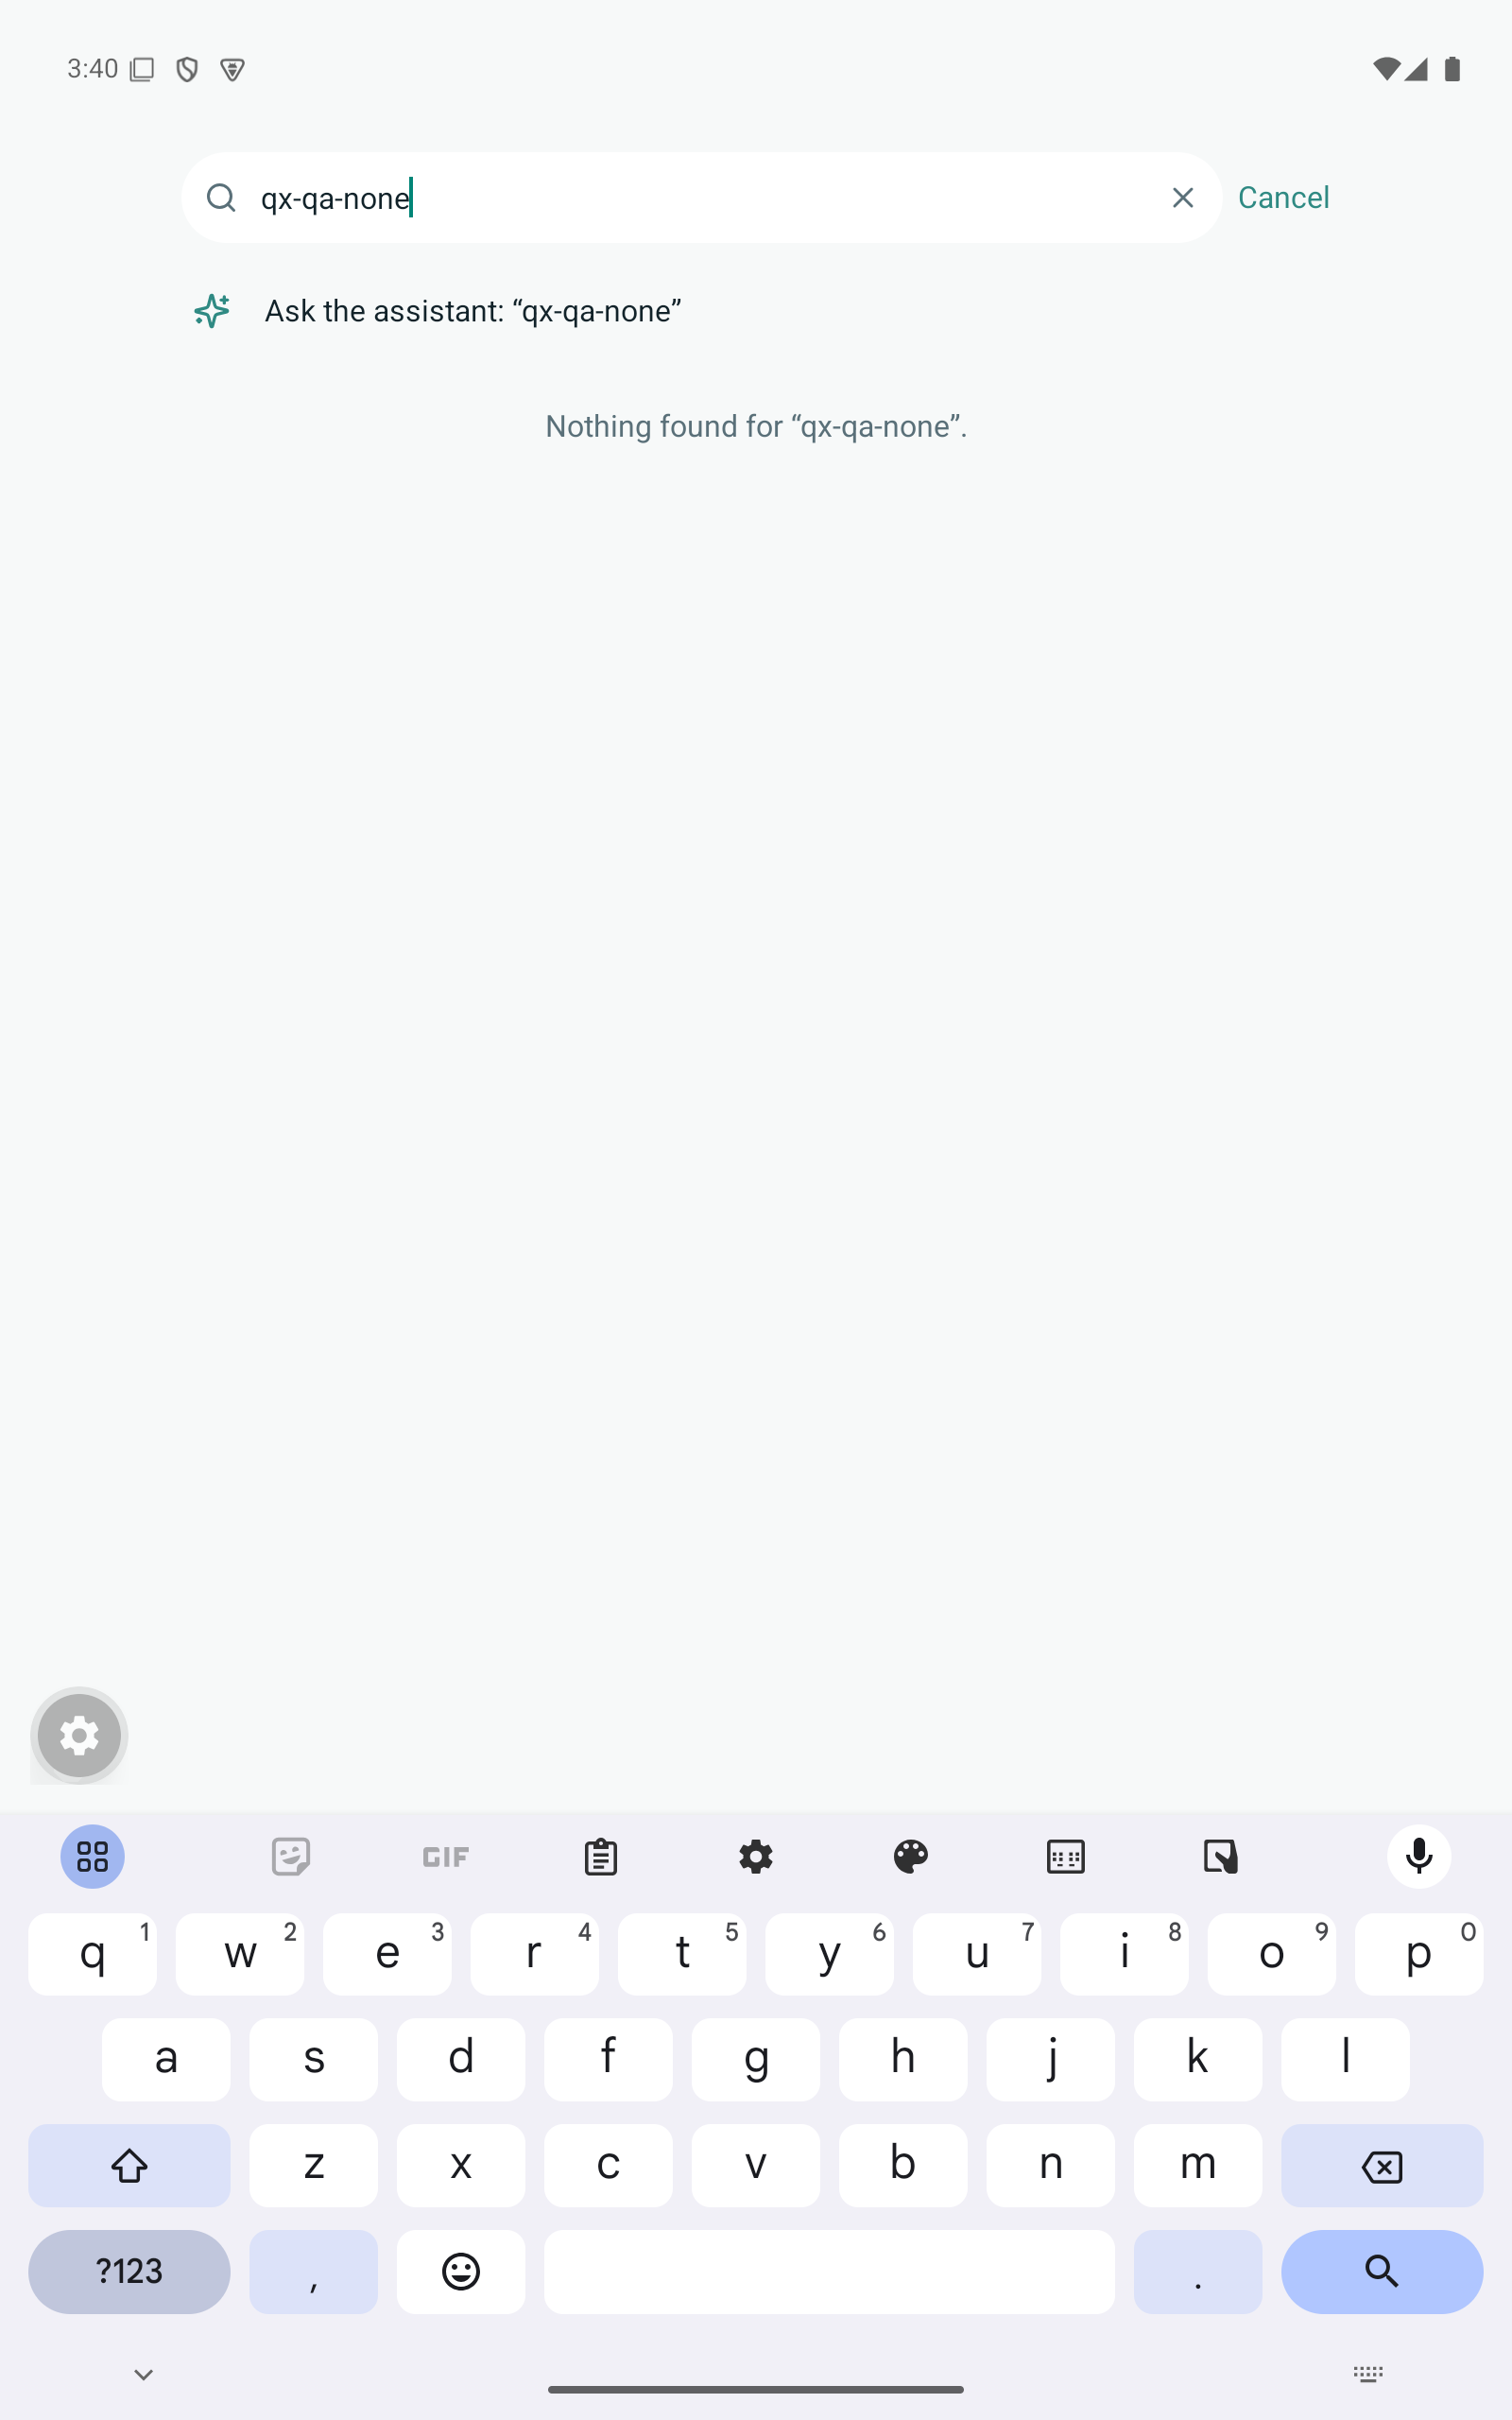 3:40
qx-qa-none
Cancel
Ask the assistant: “qx-qa-none”
Nothing found for “qx-qa-none”.
GIF
q 1 w 2 e 3 r 4 t 5 y 6 u 7 i 8 o 9 p 0
a s d f g h j k l
z x c v b n m
?123 , .